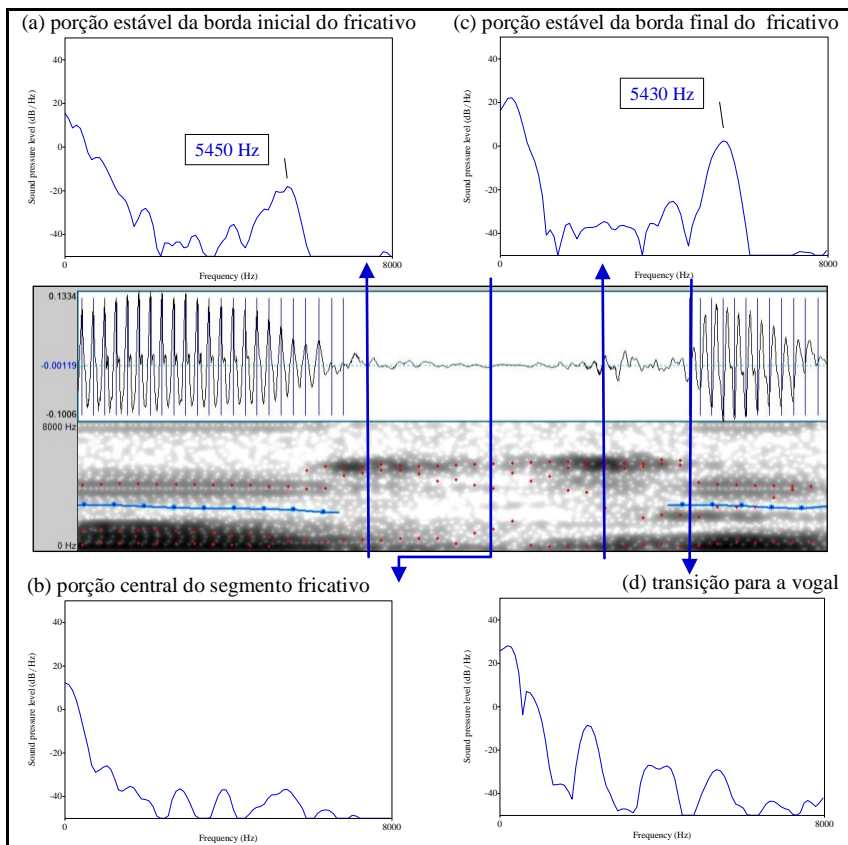 (a) porção estável da borda inicial do fricativo
(c) porção estável da borda final do fricativo
Sound pressure level (dB/Hz)
40
20
0
-20
-40
5450 Hz
0
8000
Frequency (Hz)
Sound pressure level (dB/Hz)
40
20
0
-20
-40
5430 Hz
0
8000
Frequency (Hz)
0.1334
-0.00119
-0.1006
8000 Hz
0 Hz
(b) porção central do segmento fricativo
(d) transição para a vogal
Sound pressure level (dB/Hz)
40
20
0
-20
-40
0
8000
Frequency (Hz)
Sound pressure level (dB/Hz)
40
20
0
-20
-40
0
8000
Frequency (Hz)